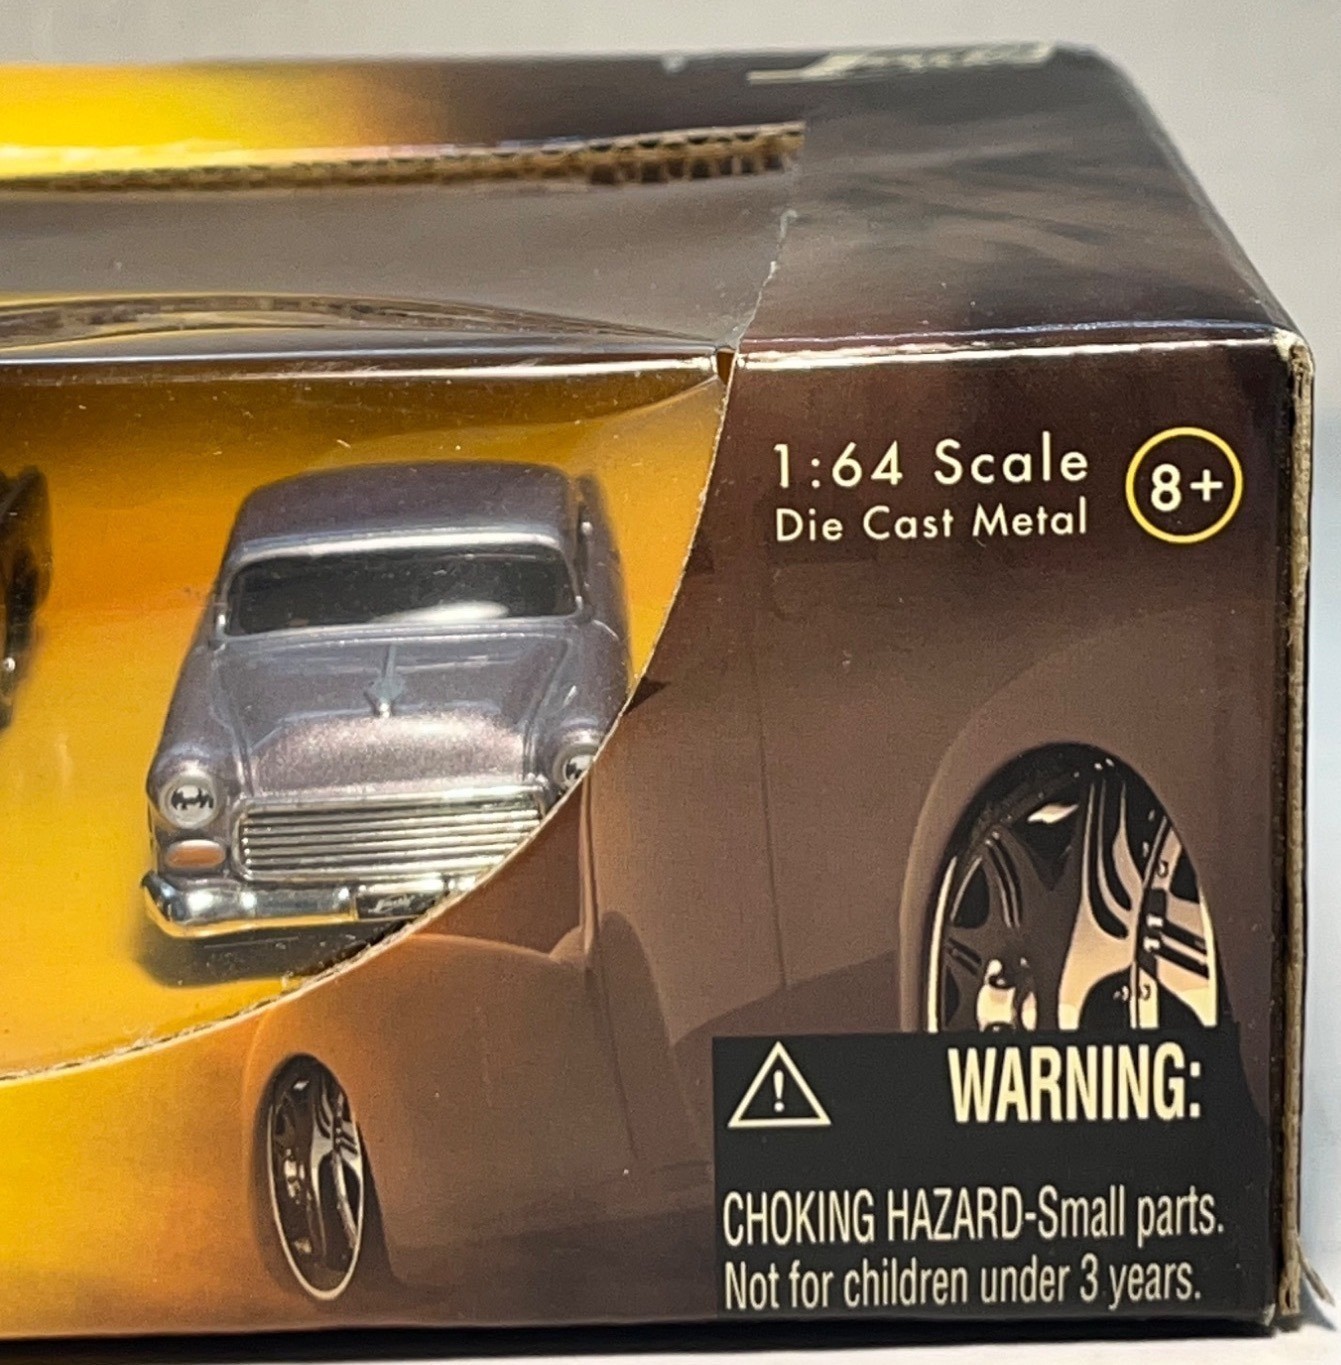 1:64 Scale
Die Cast Metal
8+
WARNING:
CHOKING HAZARD-Small parts.
Not for children under 3 years.